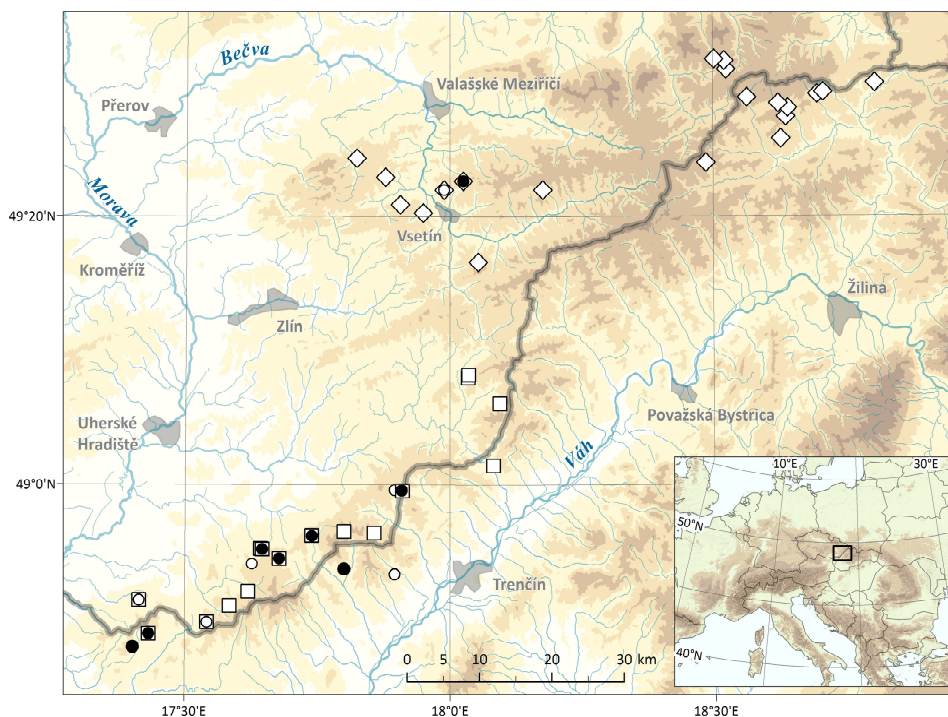 Bečva
Valašské Meziříčí
Přerov
Morava
49°20'N
Vsetín
Kroměříž
Žilina
Zlín
Považská Bystrica
Uherské
Hradiště
Váh
10°E
30°E
49°0'N
50°N
Trenčín
40°N
0
5
10
20
30 km
17°30'E
18°0'E
18°30'E